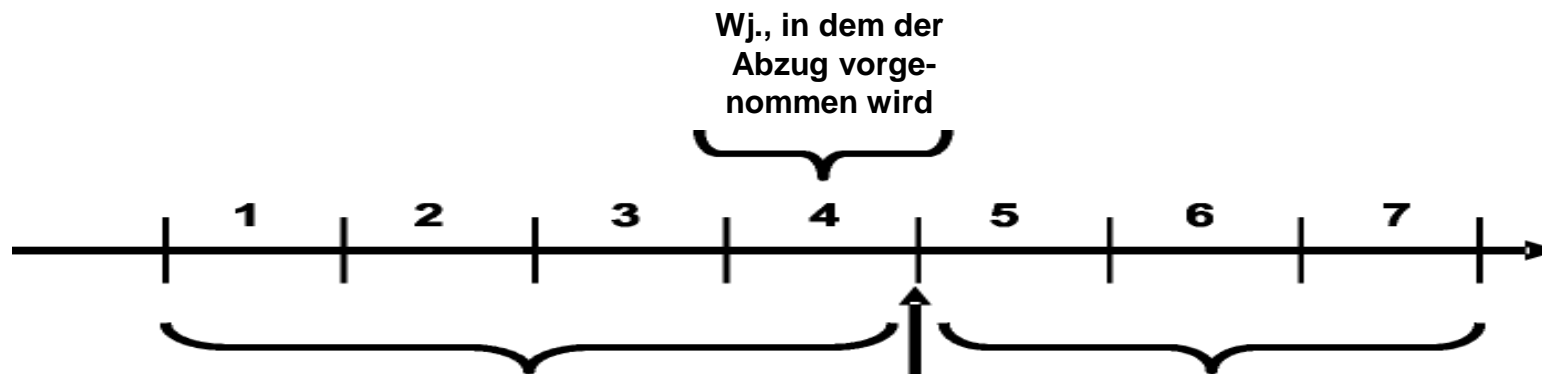 Wj., in dem der
Abzug vorge-
nommen wird
1 2 3 4 5 6 7